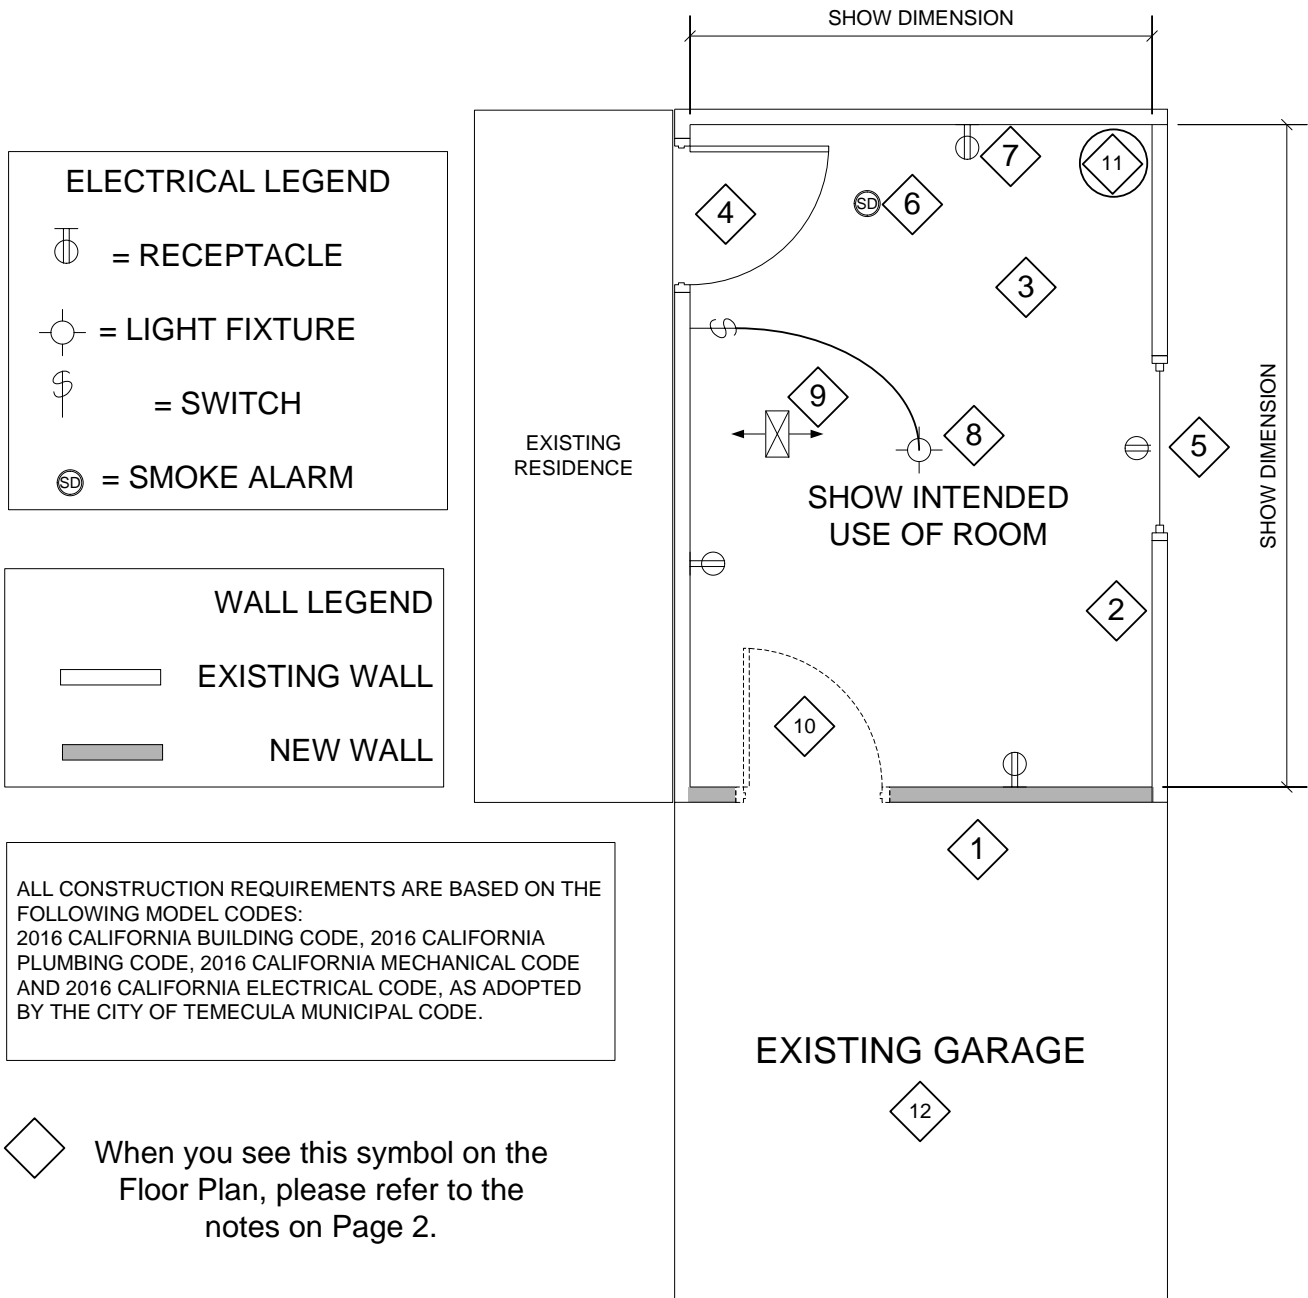 SHOW DIMENSION
ELECTRICAL LEGEND
= RECEPTACLE
= LIGHT FIXTURE
= SWITCH
SD = SMOKE ALARM
WALL LEGEND
EXISTING WALL
NEW WALL
ALL CONSTRUCTION REQUIREMENTS ARE BASED ON THE
FOLLOWING MODEL CODES:
2016 CALIFORNIA BUILDING CODE, 2016 CALIFORNIA
PLUMBING CODE, 2016 CALIFORNIA MECHANICAL CODE
AND 2016 CALIFORNIA ELECTRICAL CODE, AS ADOPTED
BY THE CITY OF TEMECULA MUNICIPAL CODE.
When you see this symbol on the
Floor Plan, please refer to the
notes on Page 2.
EXISTING
RESIDENCE
7
11
4
SD
6
3
9
8
5
SHOW INTENDED
USE OF ROOM
SHOW DIMENSION
2
10
1
EXISTING GARAGE
12